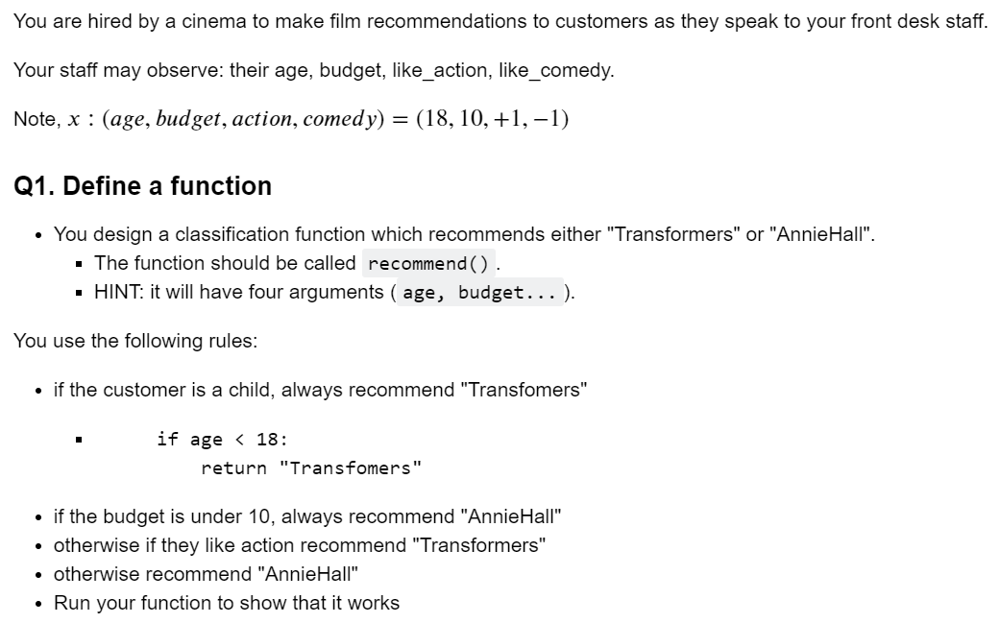 You are hired by a cinema to make film recommendations to customers as they speak to your front desk staff.
Your staff may observe: their age, budget, like_action, like_comedy.
Note, x : (age, budget, action, comedy) = (18, 10, +1, −1)
Q1. Define a function
• You design a classification function which recommends either "Transformers" or "AnnieHall".
▪ The function should be called recommend() .
▪ HINT: it will have four arguments ( age, budget... ).
You use the following rules:
• if the customer is a child, always recommend "Transfomers"
▪ if age < 18:
return "Transfomers"
• if the budget is under 10, always recommend "AnnieHall"
• otherwise if they like action recommend "Transformers"
• otherwise recommend "AnnieHall"
• Run your function to show that it works